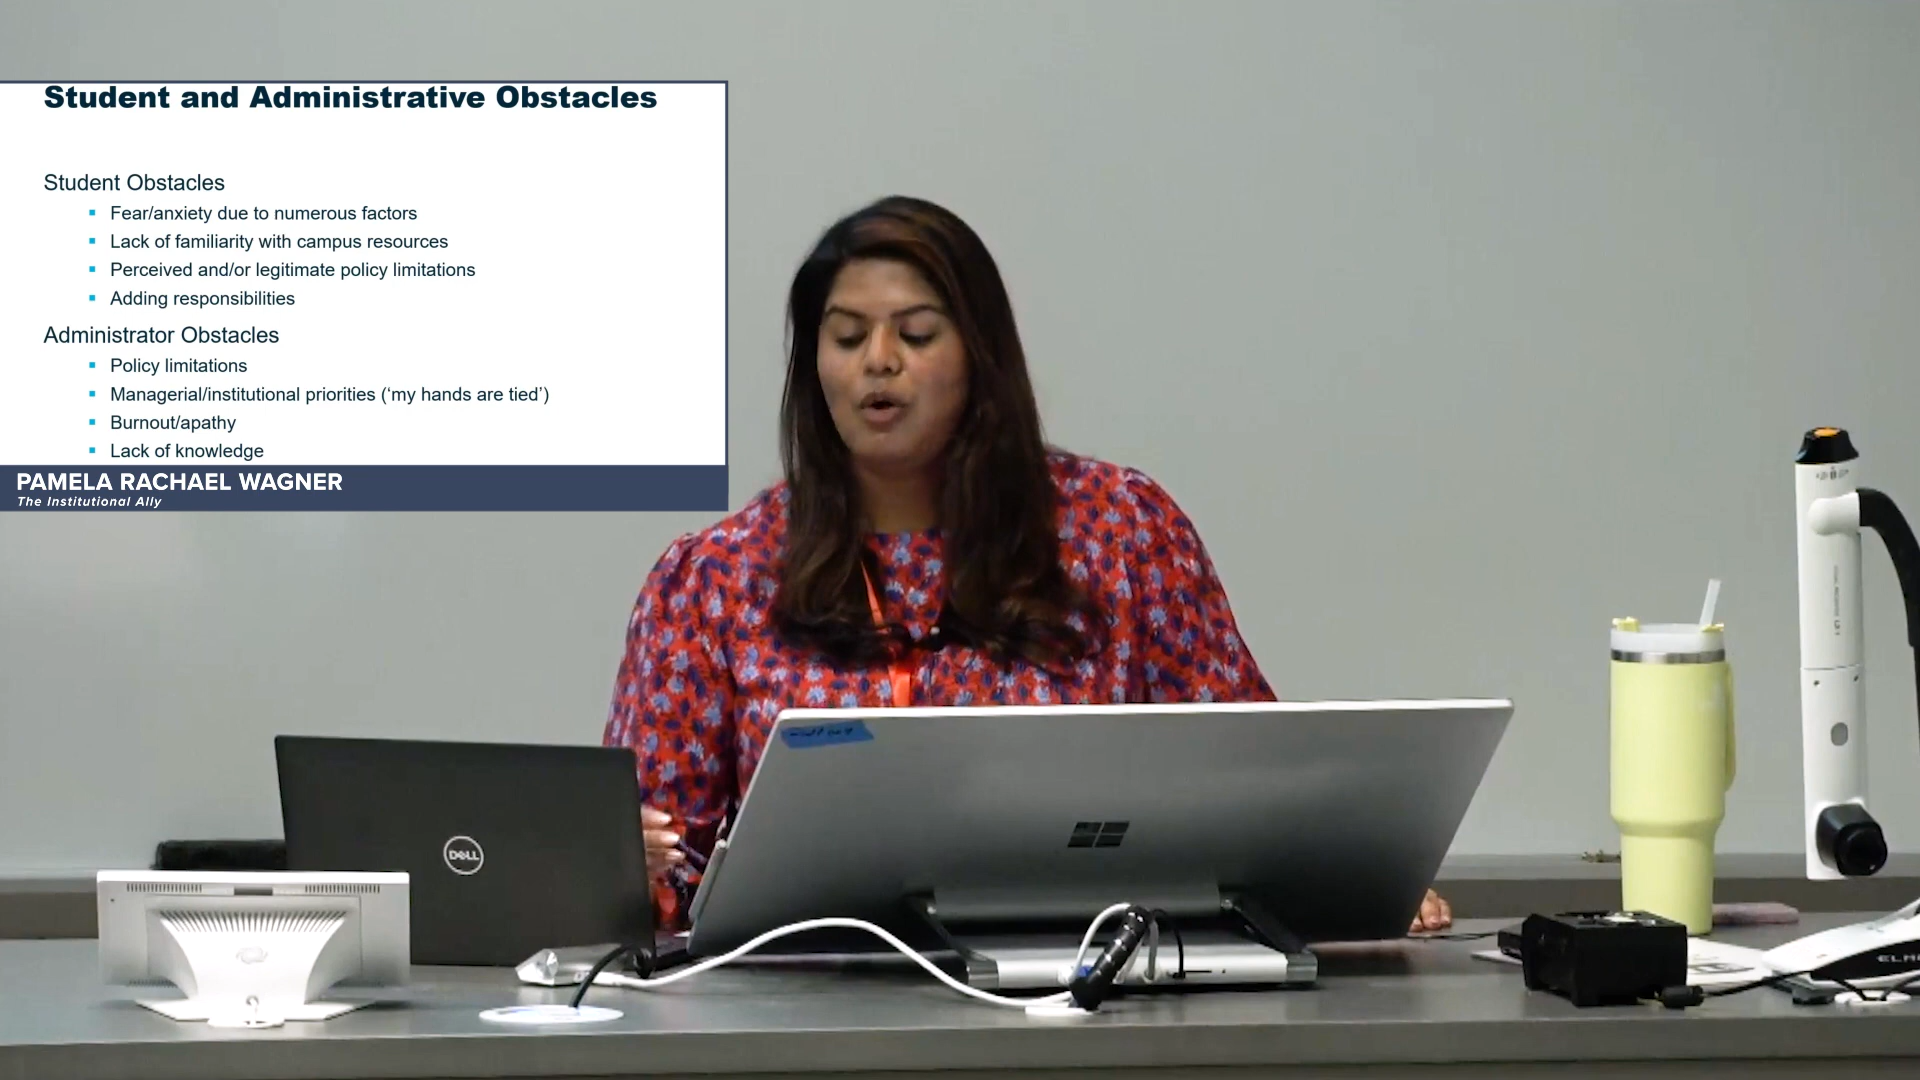 Student and Administrative Obstacles
Student Obstacles
Fear/anxiety due to numerous factors
Lack of familiarity with campus resources
Perceived and/or legitimate policy limitations
Adding responsibilities
Administrator Obstacles
Policy limitations
Managerial/institutional priorities (‘my hands are tied’)
Burnout/apathy
Lack of knowledge
PAMELA RACHAEL WAGNER
The Institutional Ally
DELL